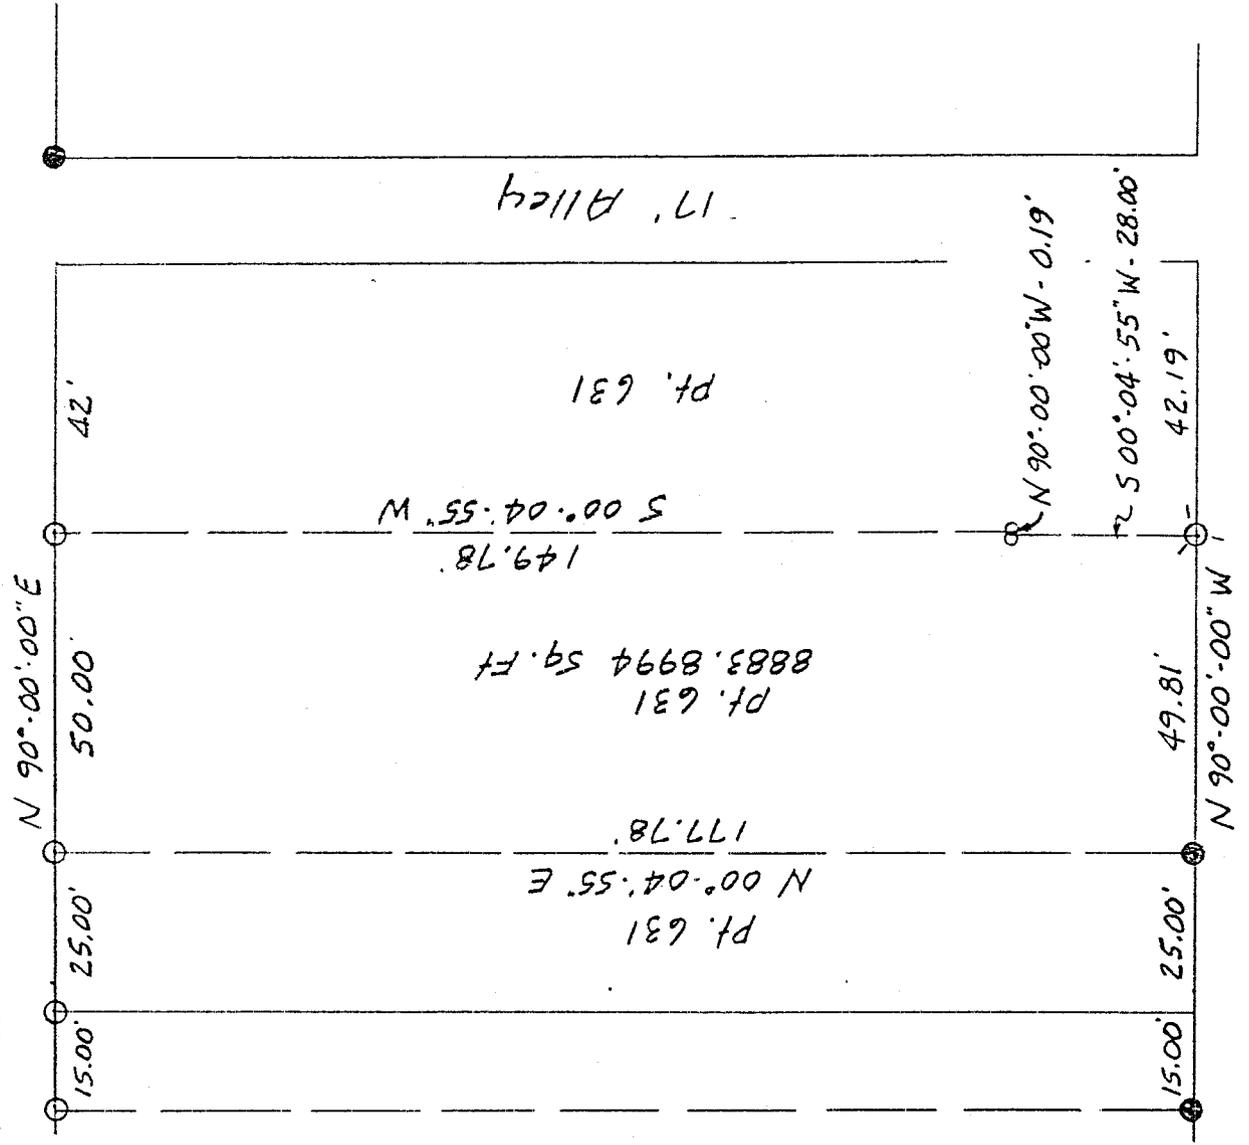 17' Alley
N 90°-00'-00"W - 0.19'
S 00°-04'-55"W - 28.00'
42'
Pt. 631
42.19'
S 00°-04'-55" W
149.78'
N 90°-00'-00" E
50.00'
8883.8994 Sq.Ft
Pt. 631
49.81'
N 90°-00'-00" W
177.78'
N 00°-04'-55" E
Pt. 631
25.00'
25.00'
15.00'
15.00'